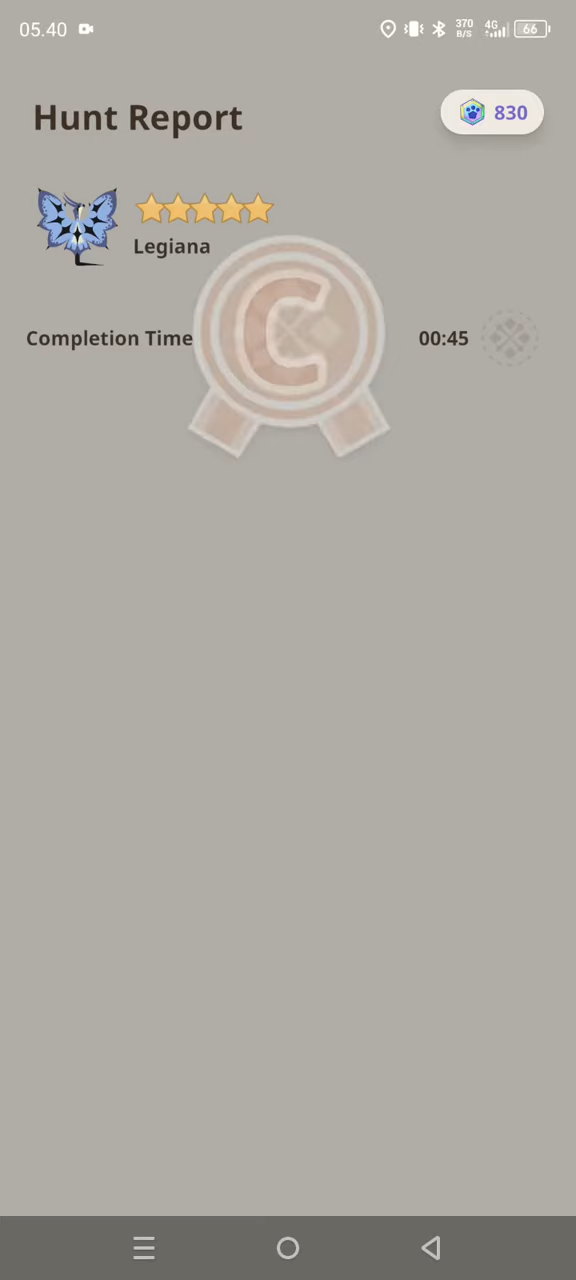 05.40
370
B/S
4G
66
Hunt Report
830
Legiana
C
Completion Time
00:45